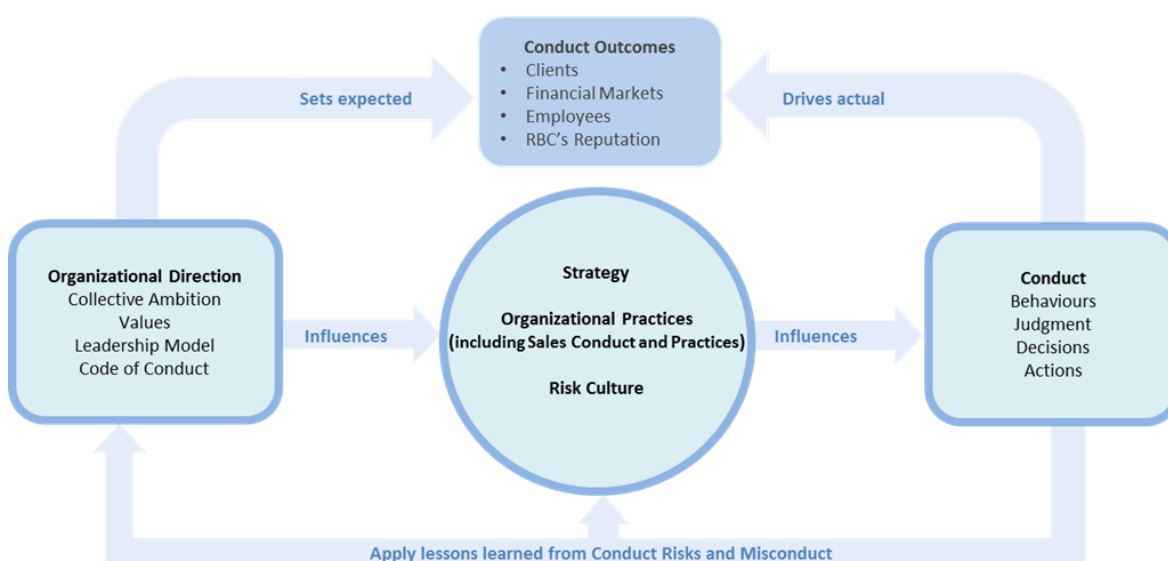 Conduct Outcomes
• Clients
• Financial Markets
• Employees
• RBC's Reputation
Sets expected
Drives actual
Organizational Direction
Collective Ambition
Values
Leadership Model
Code of Conduct
Influences
Strategy
Organizational Practices
(including Sales Conduct and Practices)
Risk Culture
Influences
Conduct
Behaviours
Judgment
Decisions
Actions
Apply lessons learned from Conduct Risks and Misconduct